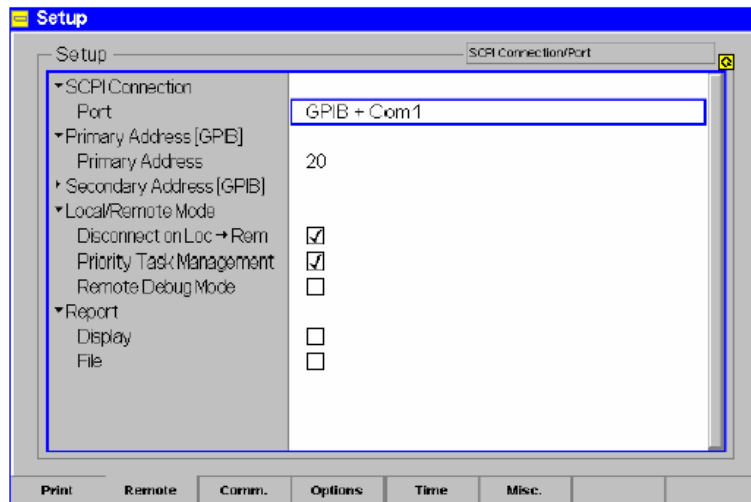 Setup
Setup
SCPI Connection/Port
SCPI Connection
Port GPIB + Com1
Primary Address [GPIB]
Primary Address 20
Secondary Address [GPIB]
Local/Remote Mode
Disconnect on Loc → Rem
Priority Task Management
Remote Debug Mode
Report
Display
File
Print Remote Comm. Options Time Misc.